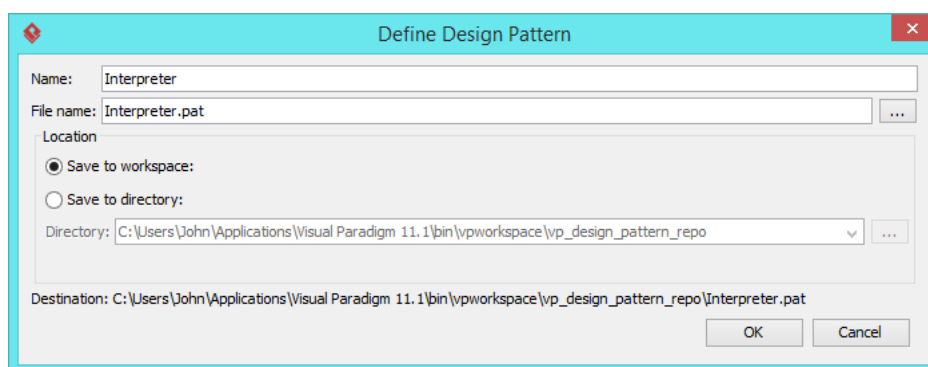 Define Design Pattern
Name: Interpreter
File name: Interpreter.pat ...
Location
Save to workspace:
Save to directory:
Directory: C:\Users\John\Applications\Visual Paradigm 11.1\bin\vpworkspace\vp_design_pattern_repo ...
Destination: C:\Users\John\Applications\Visual Paradigm 11.1\bin\vpworkspace\vp_design_pattern_repo\Interpreter.pat
OK Cancel